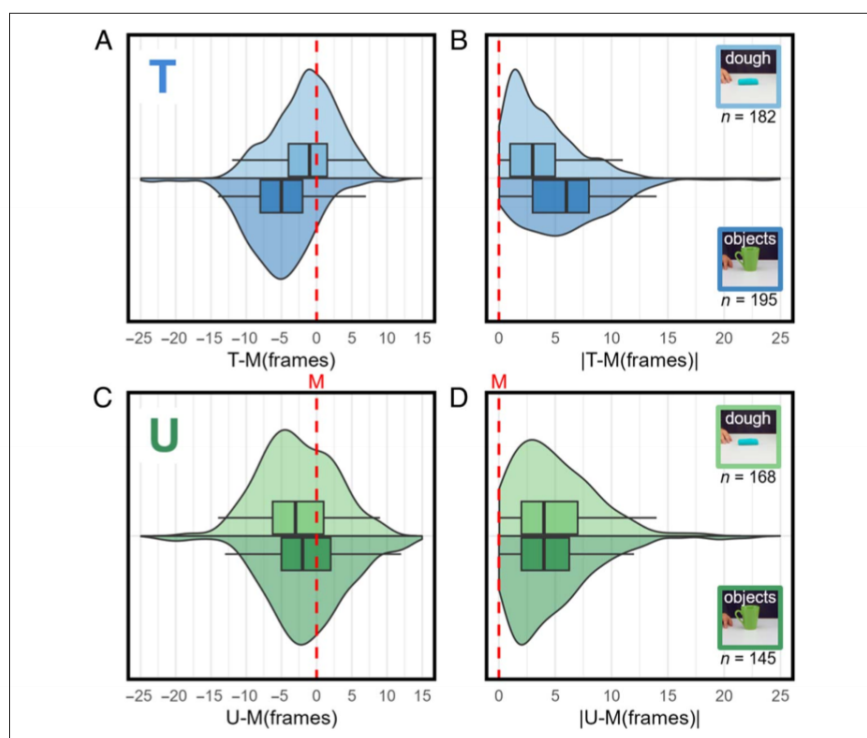 A
B
T
dough
n = 182
objects
n = 195
−25 −20 −15 −10 −5 0 5 10 15
0 5 10 15 20 25
T-M(frames)
|T-M(frames)|
M
M
C
D
U
dough
n = 168
objects
n = 145
−25 −20 −15 −10 −5 0 5 10 15
0 5 10 15 20 25
U-M(frames)
|U-M(frames)|